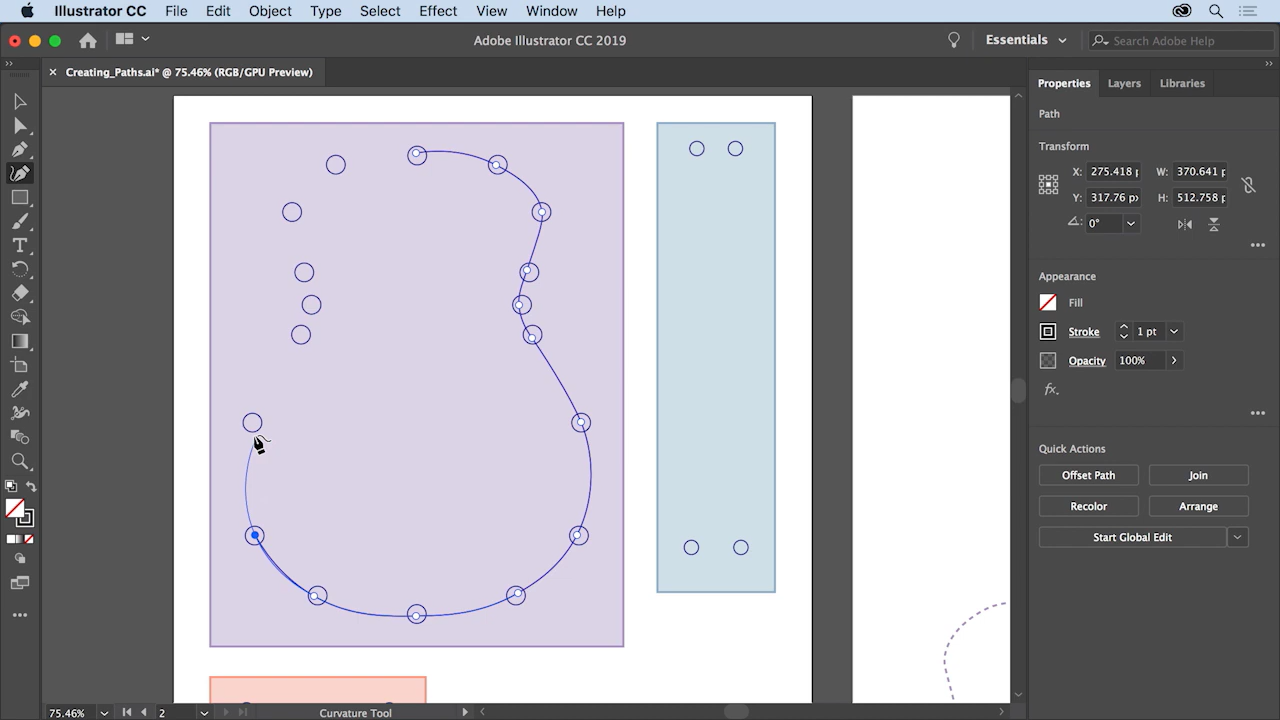 Illustrator CC File Edit Object Type Select Effect View Window Help
Adobe Illustrator CC 2019
Essentials
Search Adobe Help
× Creating_Paths.ai* @ 75.46% (RGB/GPU Preview)
Properties Layers Libraries
Path
Transform
X: 275.418 p W: 370.641 p
Y: 317.76 px H: 512.758 p
0°
Appearance
Fill
Stroke 1 pt
Opacity 100%
fx.
Quick Actions
Offset Path Join
Recolor Arrange
Start Global Edit
75.46% 2 Curvature Tool